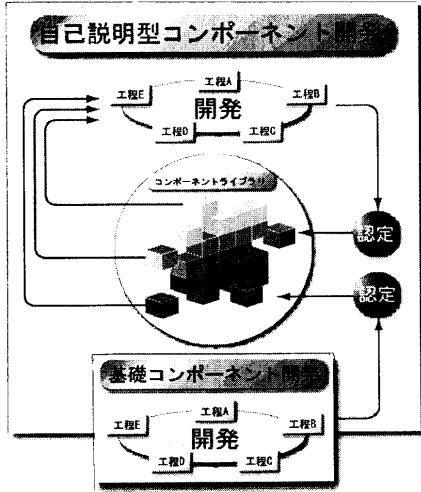 自己説明型コンポーネント開発
工程A
工程E
工程B
開発
工程D
工程C
コンポーネントライブラリ
認定
認定
基礎コンポーネント開発
工程A
工程E
工程B
開発
工程D
工程C